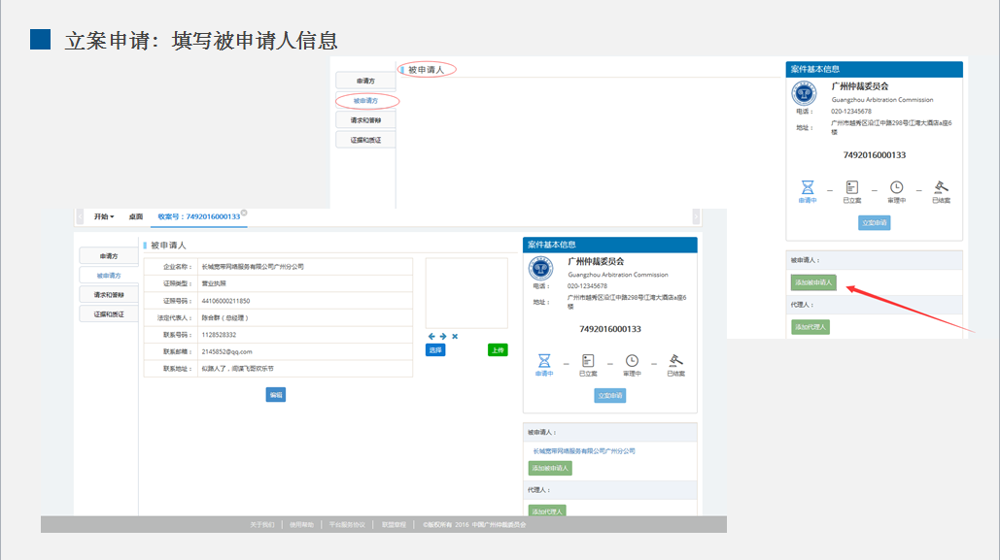 立案申请：填写被申请人信息
申请方
被申请方
请求和答辩
证据和质证
被申请人
案件基本信息
广州仲裁委员会
Guangzhou Arbitration Commission
电话： 020-12345678
地址： 广州市越秀区沿江中路298号江湾大酒店a座6
楼
7492016000133
申请中 — 已立案 — 审理中 — 已结案
立案申请
被申请人：
添加被申请人
代理人：
添加代理人
开始 桌面 收案号：7492016000133
申请方
被申请方
请求和答辩
证据和质证
被申请人
企业名称： 长城宽带网络服务有限公司广州分公司
证照类型： 营业执照
证照号码： 44106000211850
法定代表人： 陈合群（总经理）
联系号码： 1128528332
联系邮箱： 2145852@qq.com
联系地址： 似路人了，间谍飞哥欢乐节
编辑
选择 上传
案件基本信息
广州仲裁委员会
Guangzhou Arbitration Commission
电话： 020-12345678
地址： 广州市越秀区沿江中路298号江湾大酒店a座6
楼
7492016000133
申请中 — 已立案 — 审理中 — 已结案
立案申请
被申请人：
长城宽带网络服务有限公司广州分公司
添加被申请人
代理人：
添加代理人
关于我们 | 使用帮助 | 平台服务协议 | 联盟章程 | ©版权所有 2016 中国广州仲裁委员会